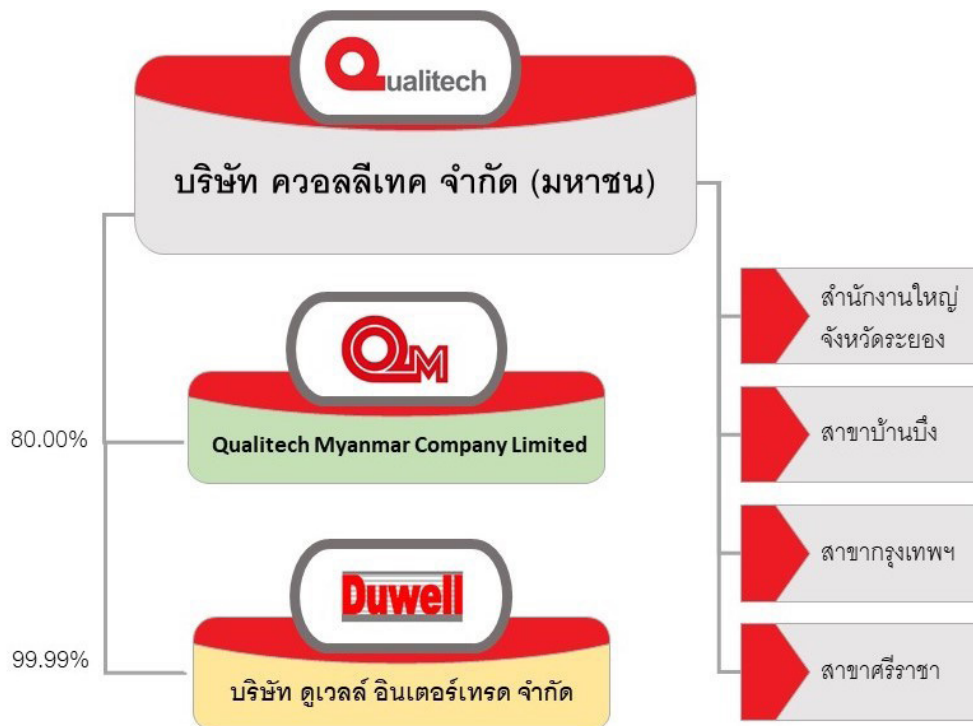 Qualitech
บริษัท ควอลลีเทค จำกัด (มหาชน)
สำนักงานใหญ่
จังหวัดระยอง
QM
80.00%
Qualitech Myanmar Company Limited
สาขาบ้านบึง
สาขากรุงเทพฯ
Duwell
99.99%
บริษัท ดูเวลล์ อินเตอร์เทรด จำกัด
สาขาศรีราชา